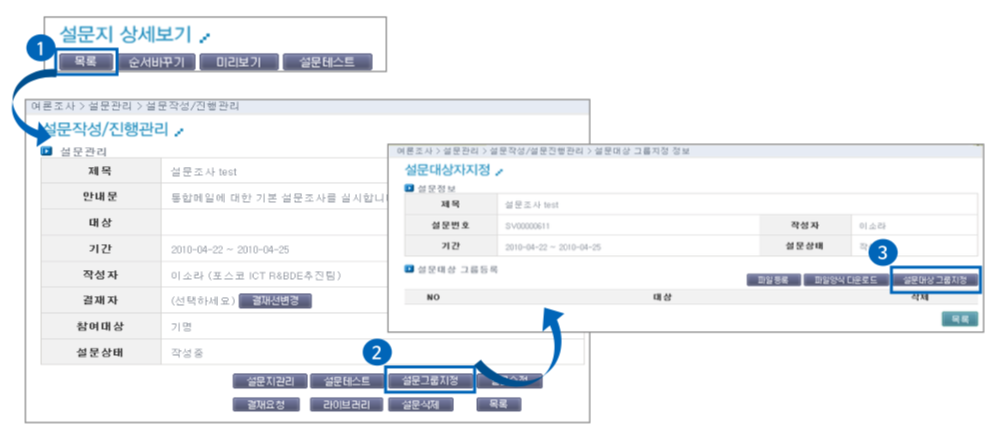 설문지 상세보기
1
목록 순서바꾸기 미리보기 설문테스트
여론조사 > 설문관리 > 설문작성/진행관리
설문작성/진행관리
설문관리
제목 설문조사 test
안내문 통합메일에 대한 기본 설문조사를 실시합니
대상
기간 2010-04-22 ~ 2010-04-25
작성자 이소라 (포스코 ICT R&BDE추진팀)
결재자 (선택하세요) 결재선변경
참여대상 기명
설문상태 작성중
2
설문지관리 설문테스트 설문그룹지정
결재요청 라이브러리 설문삭제 목록
여론조사 > 설문관리 > 설문작성/설문진행관리 > 설문대상 그룹지정 정보
설문대상자지정
설문정보
제목 설문조사 test
설문번호 SV00000611 작성자 이소라
기간 2010-04-22 ~ 2010-04-25 설문상태
3
설문대상 그룹등록
파일등록 파일양식 다운로드 설문대상 그룹지정
NO 대상 삭제
목록